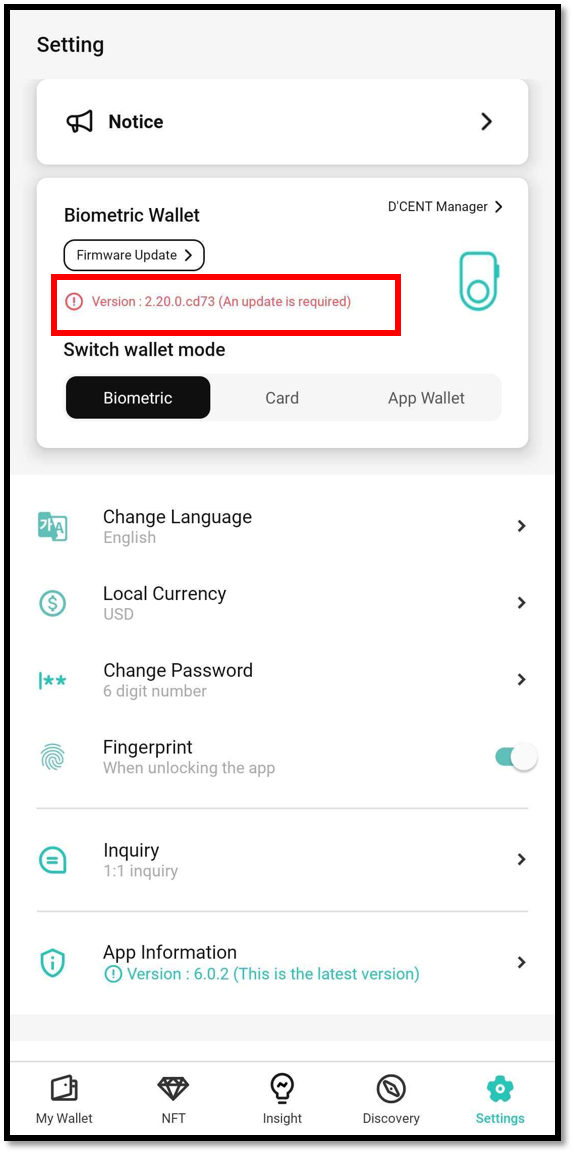 Setting
Notice
D'CENT Manager
Biometric Wallet
Firmware Update
Version : 2.20.0.cd73 (An update is required)
Switch wallet mode
Biometric Card App Wallet
가A
Change Language
English
$
Local Currency
USD
|**
Change Password
6 digit number
Fingerprint
When unlocking the app
Inquiry
1:1 inquiry
App Information
Version : 6.0.2 (This is the latest version)
My Wallet NFT Insight Discovery Settings